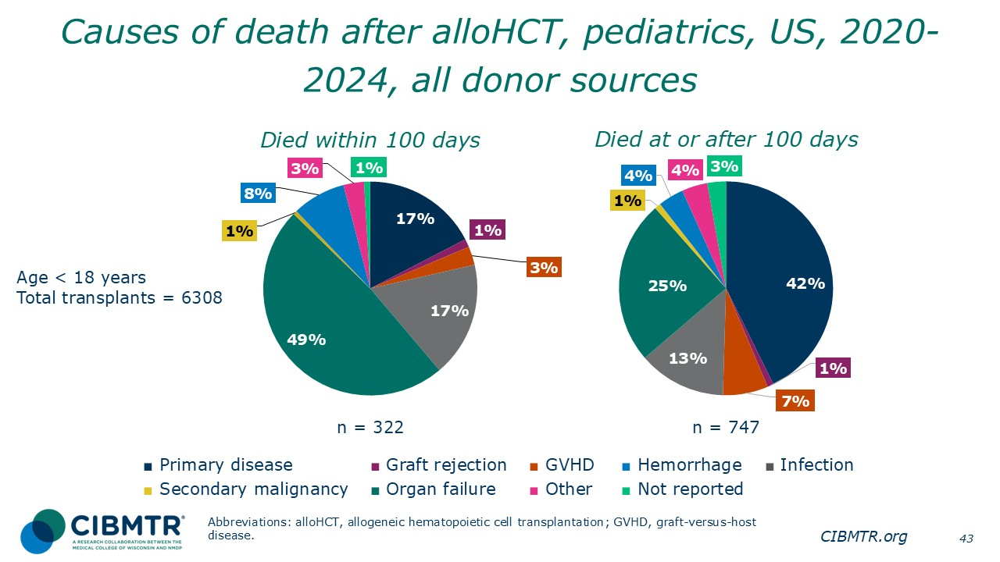 Causes of death after alloHCT, pediatrics, US, 2020-
2024, all donor sources
Died within 100 days
Died at or after 100 days
3%
1%
8%
1%
17%
1%
3%
17%
49%
4%
4%
3%
1%
42%
25%
13%
1%
7%
Age < 18 years
Total transplants = 6308
n = 322
n = 747
Primary disease
Graft rejection
GVHD
Hemorrhage
Infection
Secondary malignancy
Organ failure
Other
Not reported
CIBMTR®
A RESEARCH COLLABORATION BETWEEN THE
MEDICAL COLLEGE OF WISCONSIN AND NMDP
Abbreviations: alloHCT, allogeneic hematopoietic cell transplantation; GVHD, graft-versus-host
disease.
CIBMTR.org
43